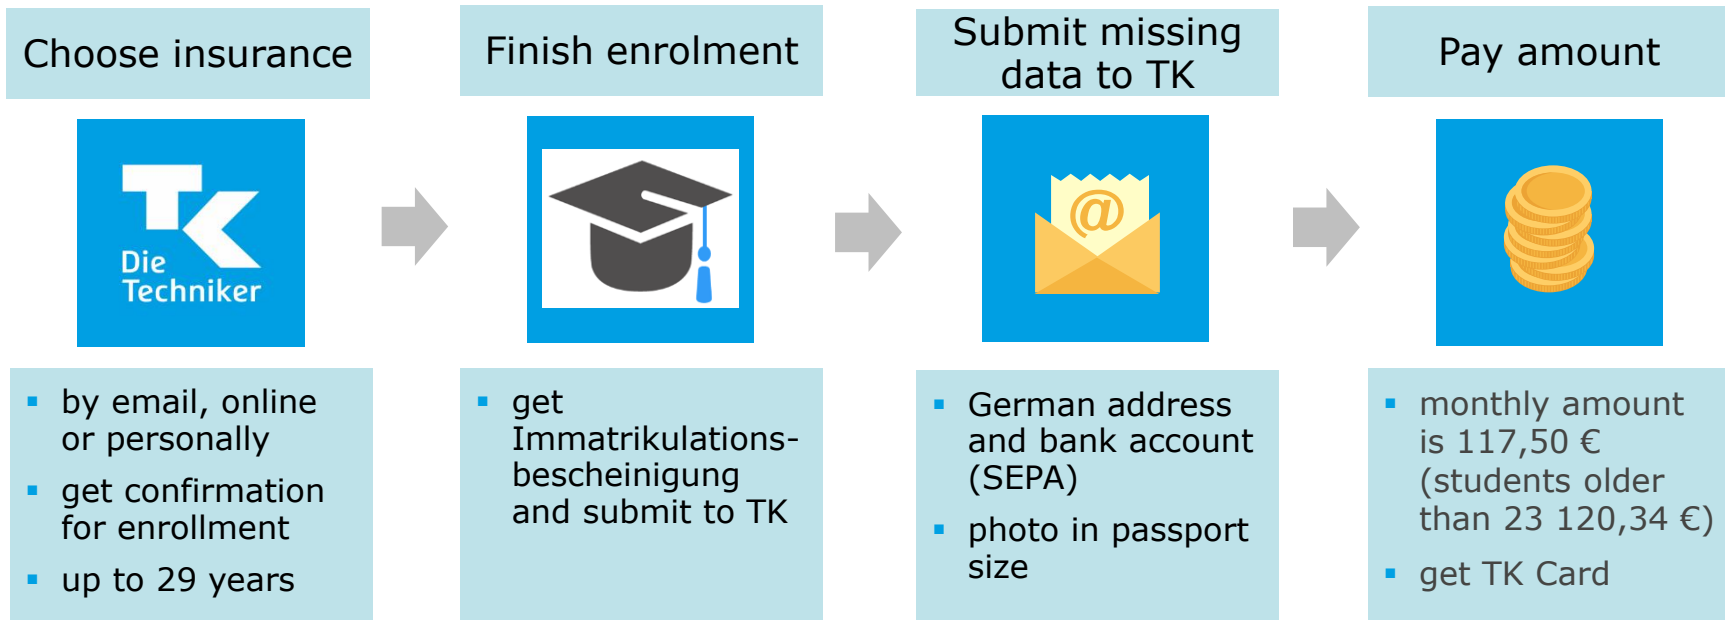 Choose insurance
Finish enrolment
Submit missing
data to TK
Pay amount
TK
Die
Techniker
@
▪ by email, online
or personally
▪ get confirmation
for enrollment
▪ up to 29 years
▪ get
Immatrikulations-
bescheinigung
and submit to TK
▪ German address
and bank account
(SEPA)
▪ photo in passport
size
▪ monthly amount
is 117,50 €
(students older
than 23 120,34 €)
▪ get TK Card